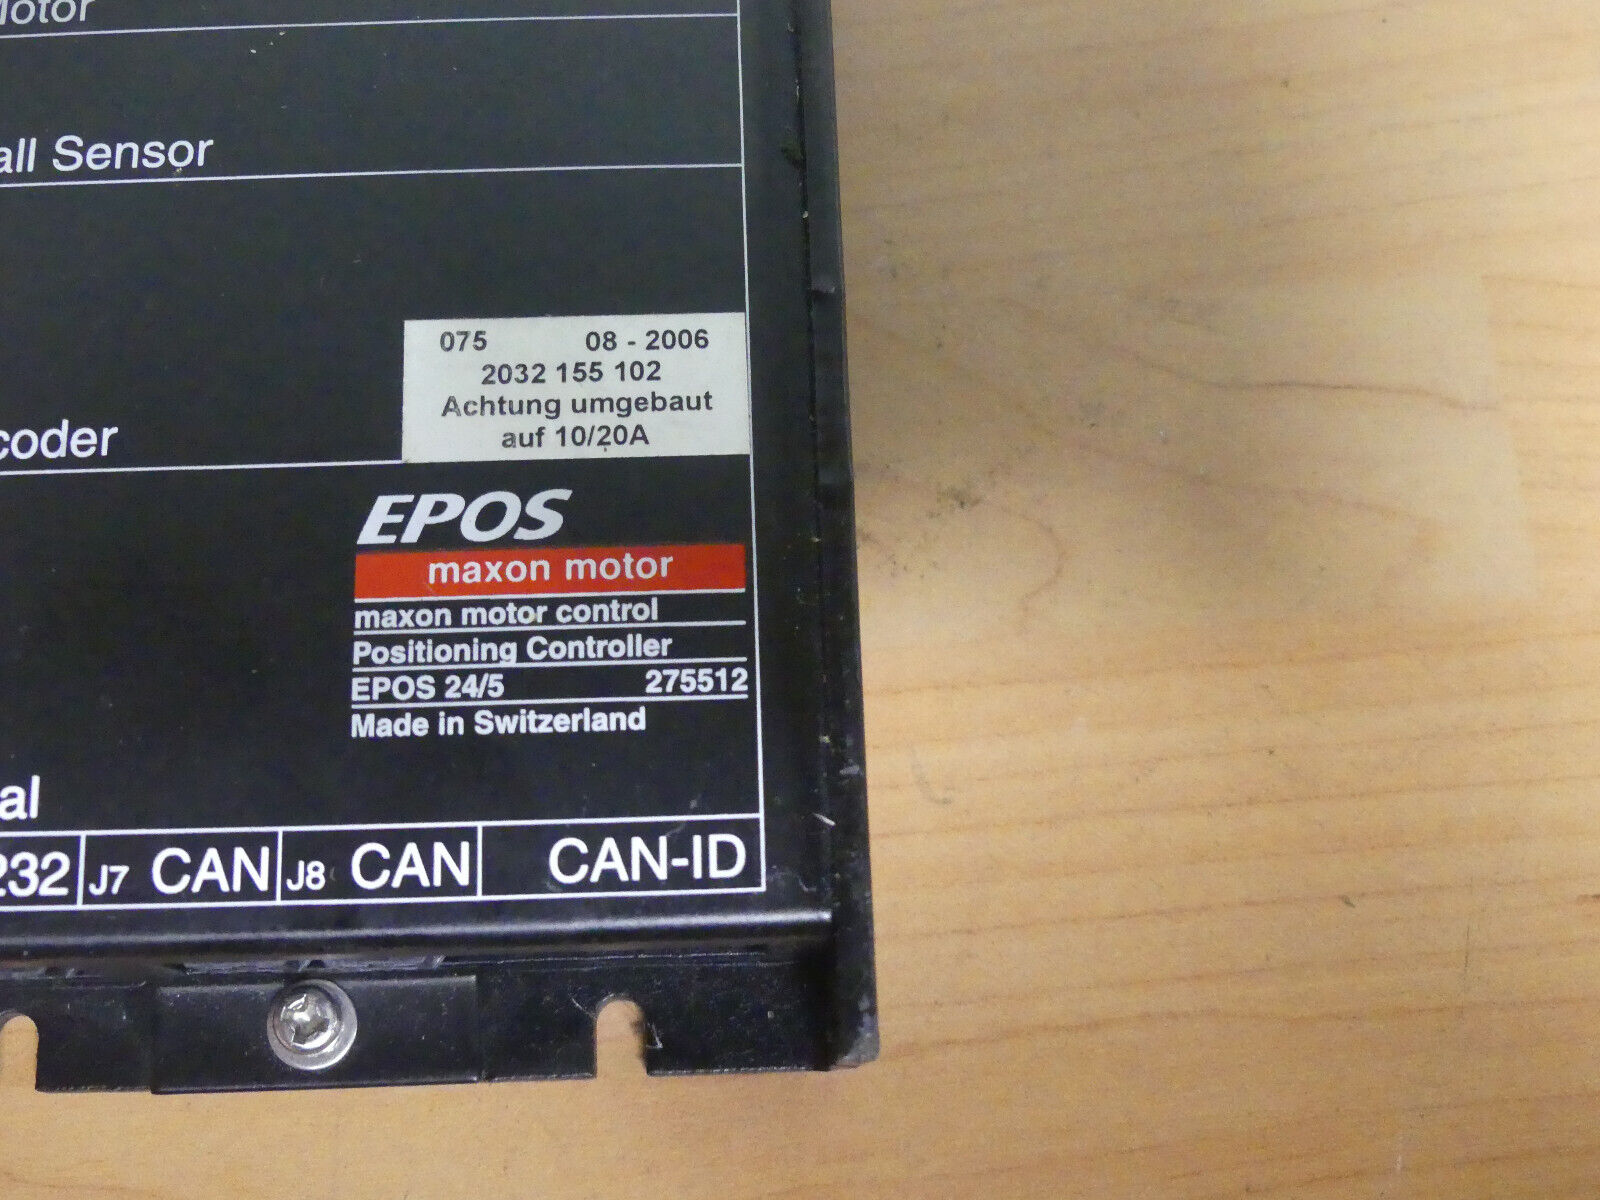 Motor
all Sensor
075 08 - 2006
2032 155 102
Achtung umgebaut
auf 10/20A
coder
EPOS
maxon motor
maxon motor control
Positioning Controller
EPOS 24/5 275512
Made in Switzerland
al
232 J7 CAN J8 CAN CAN-ID